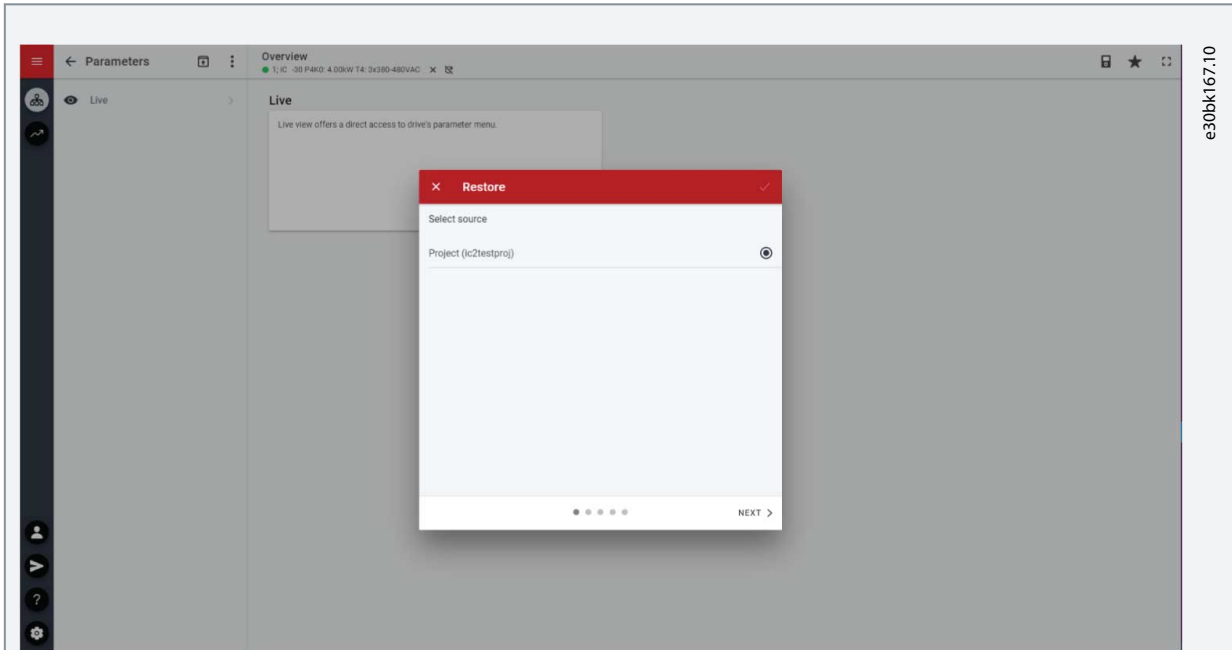 Parameters
Overview
1; iC -30 P4K0: 4.00kW T4: 3x380-480VAC
Live
Live
Live view offers a direct access to drive's parameter menu.
Restore
Select source
Project (ic2testproj)
NEXT
?
e30bk167.10